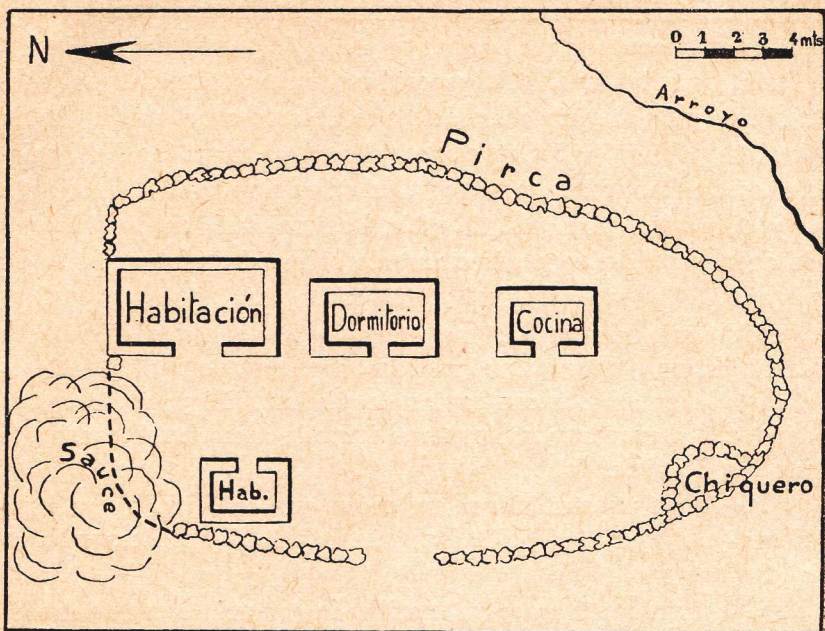 N
0 1 2 3 4 mts
Arroyo
Pirca
Habitación
Dormitorio
Cocina
Sauce
Hab.
Chiquero